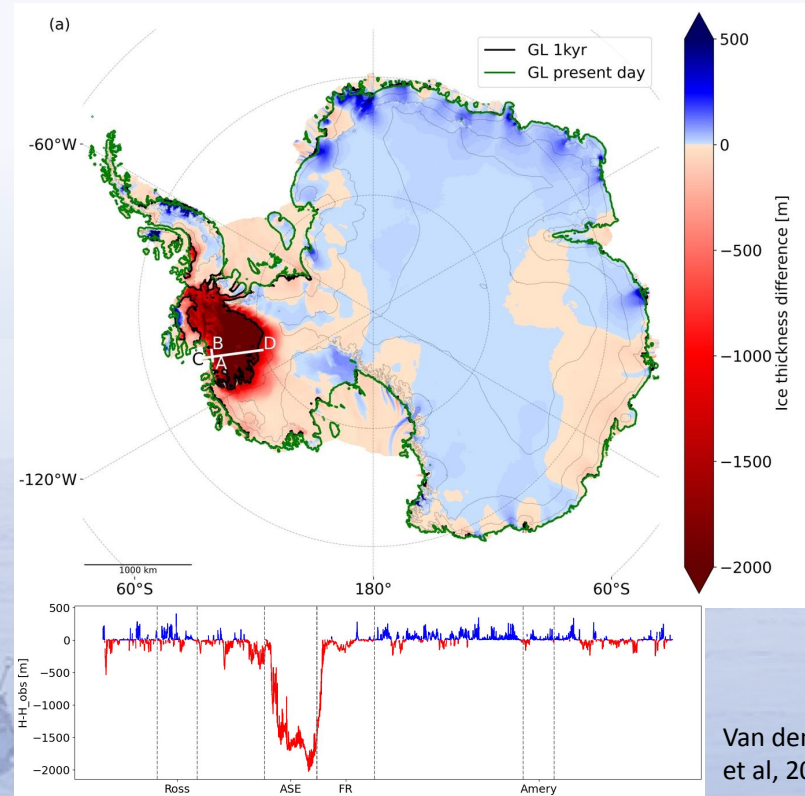 (a)
GL 1kyr
GL present day
-60°W
-120°W
B
C
A
D
1000 km
60°S
180°
60°S
500
0
−500
−1000
−1500
−2000
Ice thickness difference [m]
500
0
−500
−1000
−1500
−2000
H-H_obs [m]
Ross
ASE
FR
Amery
Van der
et al, 20